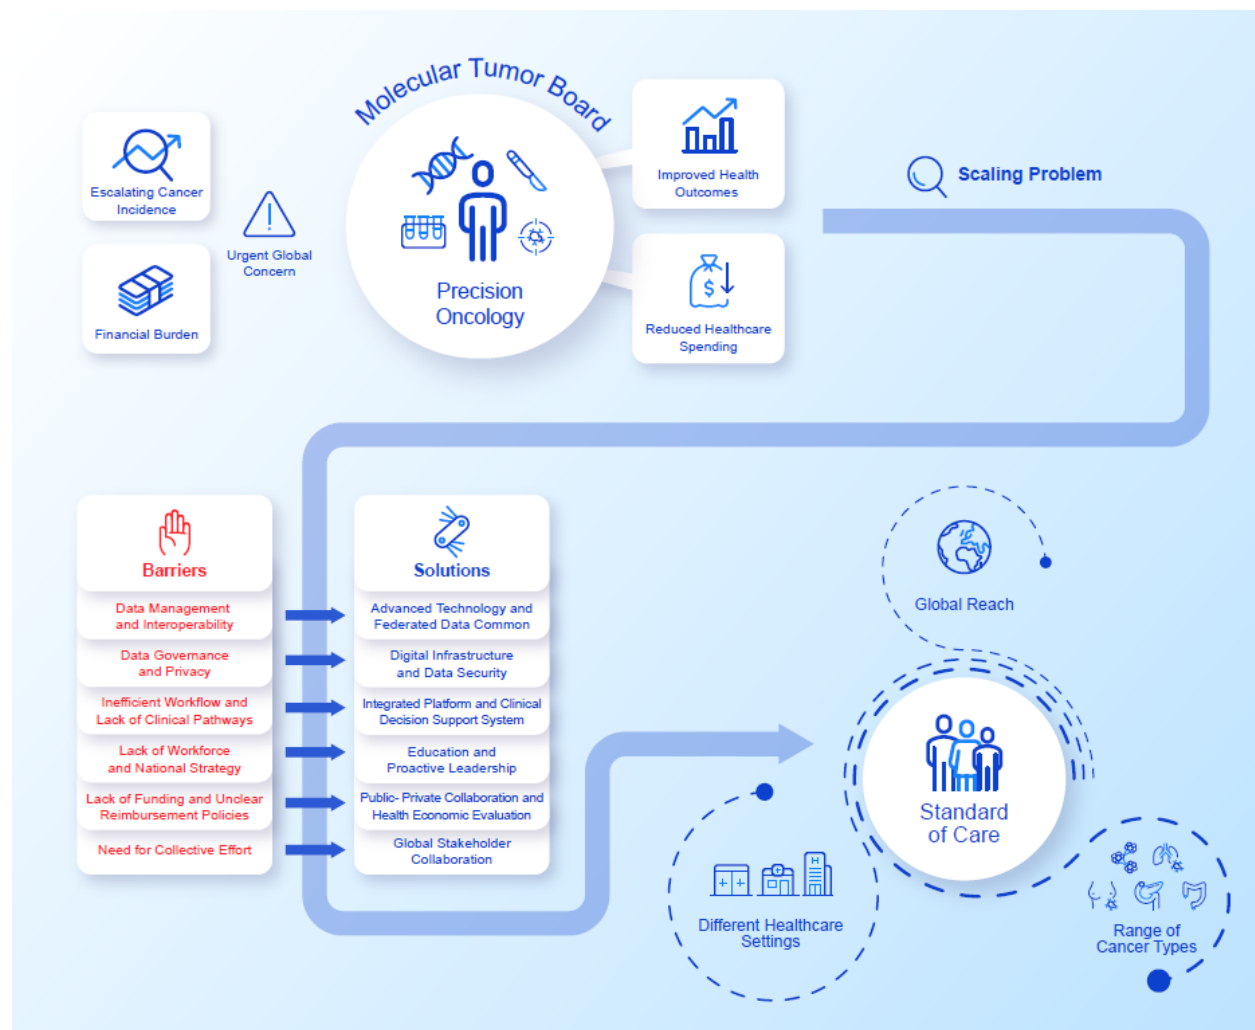 Molecular Tumor Board
Escalating Cancer
Incidence
Urgent Global
Concern
Financial Burden
Precision
Oncology
Improved Health
Outcomes
$
Reduced Healthcare
Spending
Scaling Problem
Barriers
Data Management
and Interoperability
Data Governance
and Privacy
Inefficient Workflow and
Lack of Clinical Pathways
Lack of Workforce
and National Strategy
Lack of Funding and Unclear
Reimbursement Policies
Need for Collective Effort
Solutions
Advanced Technology and
Federated Data Common
Digital Infrastructure
and Data Security
Integrated Platform and Clinical
Decision Support System
Education and
Proactive Leadership
Public- Private Collaboration and
Health Economic Evaluation
Global Stakeholder
Collaboration
Global Reach
Standard
of Care
H
Different Healthcare
Settings
Range of
Cancer Types